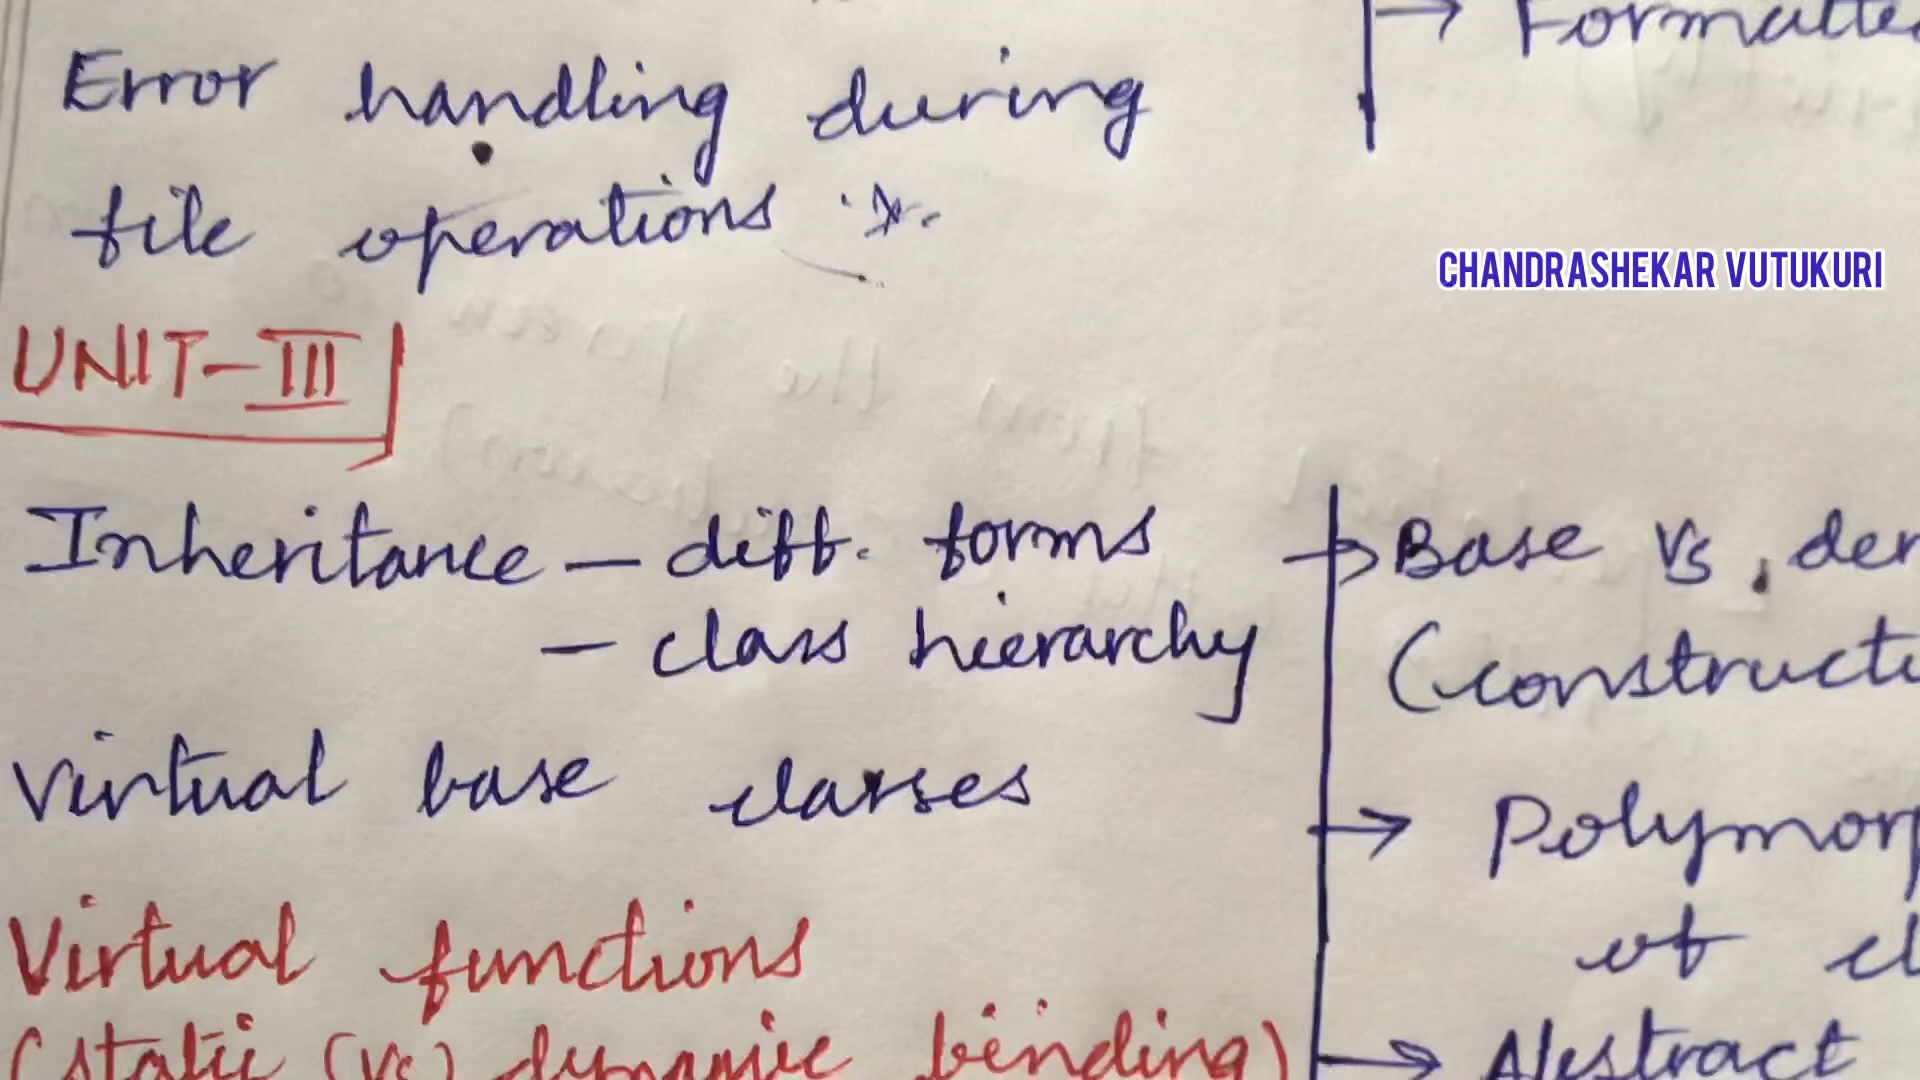 Formatte
Error handling during
file operations :-
CHANDRASHEKAR VUTUKURI
UNIT-III
Inheritance - diff. forms
- class hierarchy
Virtual base classes
Virtual functions
(static (vs) dynamic binding)
→ Base vs der
(constructi
→ Polymorp
of cl
→ Abstract